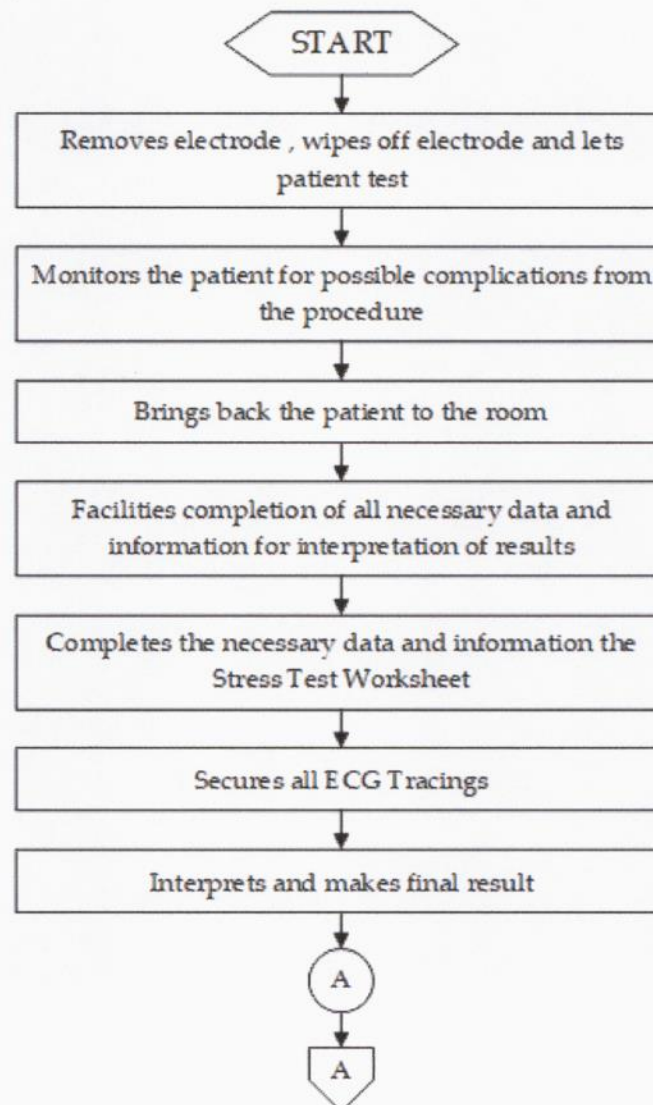 START
Removes electrode , wipes off electrode and lets
patient test
Monitors the patient for possible complications from
the procedure
Brings back the patient to the room
Facilities completion of all necessary data and
information for interpretation of results
Completes the necessary data and information the
Stress Test Worksheet
Secures all ECG Tracings
Interprets and makes final result
A
A